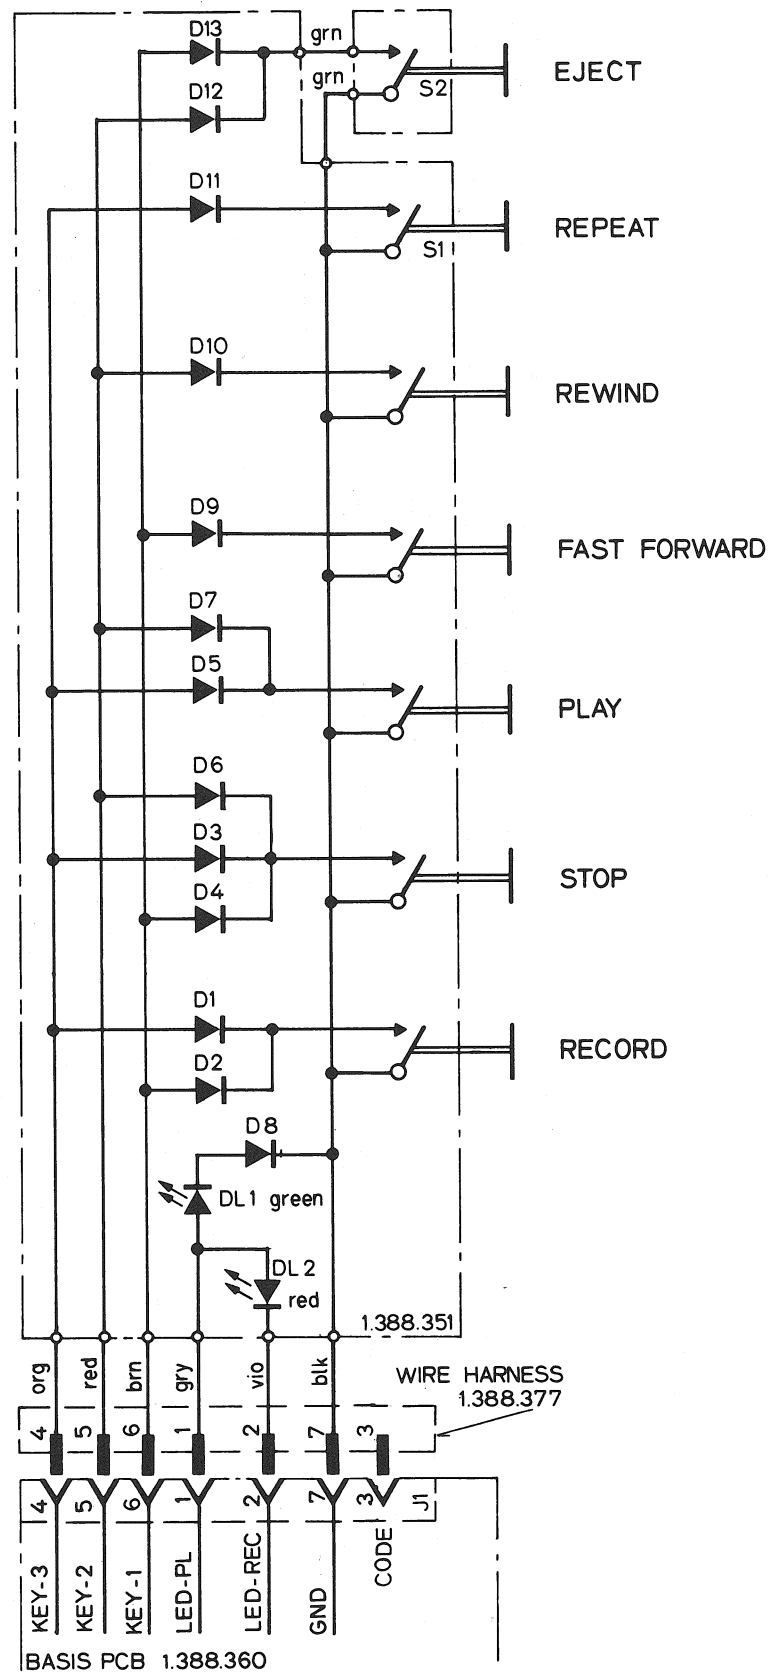 D13
grn
grn
S2
EJECT
D12
D11
S1
REPEAT
D10
REWIND
D9
FAST FORWARD
D7
D5
PLAY
D6
D3
D4
STOP
D1
D2
RECORD
D8
DL1 green
DL2
red
1.388.351
org
red
brn
gry
vio
blk
WIRE HARNESS
1.388.377
4
5
6
1
2
7
3
4
5
6
1
2
7
3
J1
KEY-3
KEY-2
KEY-1
LED-PL
LED-REC
GND
CODE
BASIS PCB 1.388.360